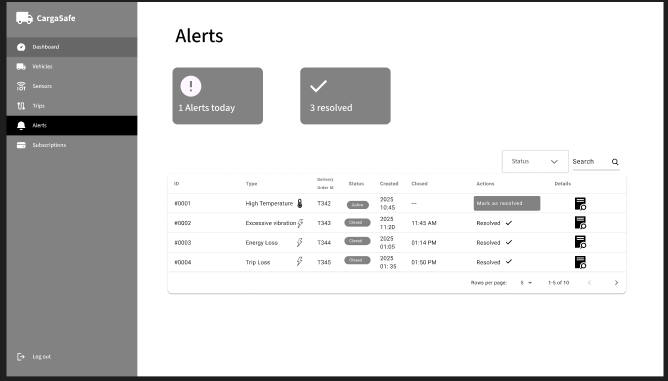 CargaSafe
Dashboard
Vehicles
Sensors
Trips
Alerts
Subscriptions
Log out
Alerts
1 Alerts today
3 resolved
Status
Search
ID Type Delivery Order Id Status Created Closed Actions Details
#0001 High Temperature T342 Active 2025 10:45 --- Mark as resolved
#0002 Excessive vibration T343 Closed 2025 11:20 11:45 AM Resolved
#0003 Energy Loss T344 Closed 2025 01:05 01:14 PM Resolved
#0004 Trip Loss T345 Closed 2025 01: 35 01:50 PM Resolved
Rows per page: 5 1-5 of 10